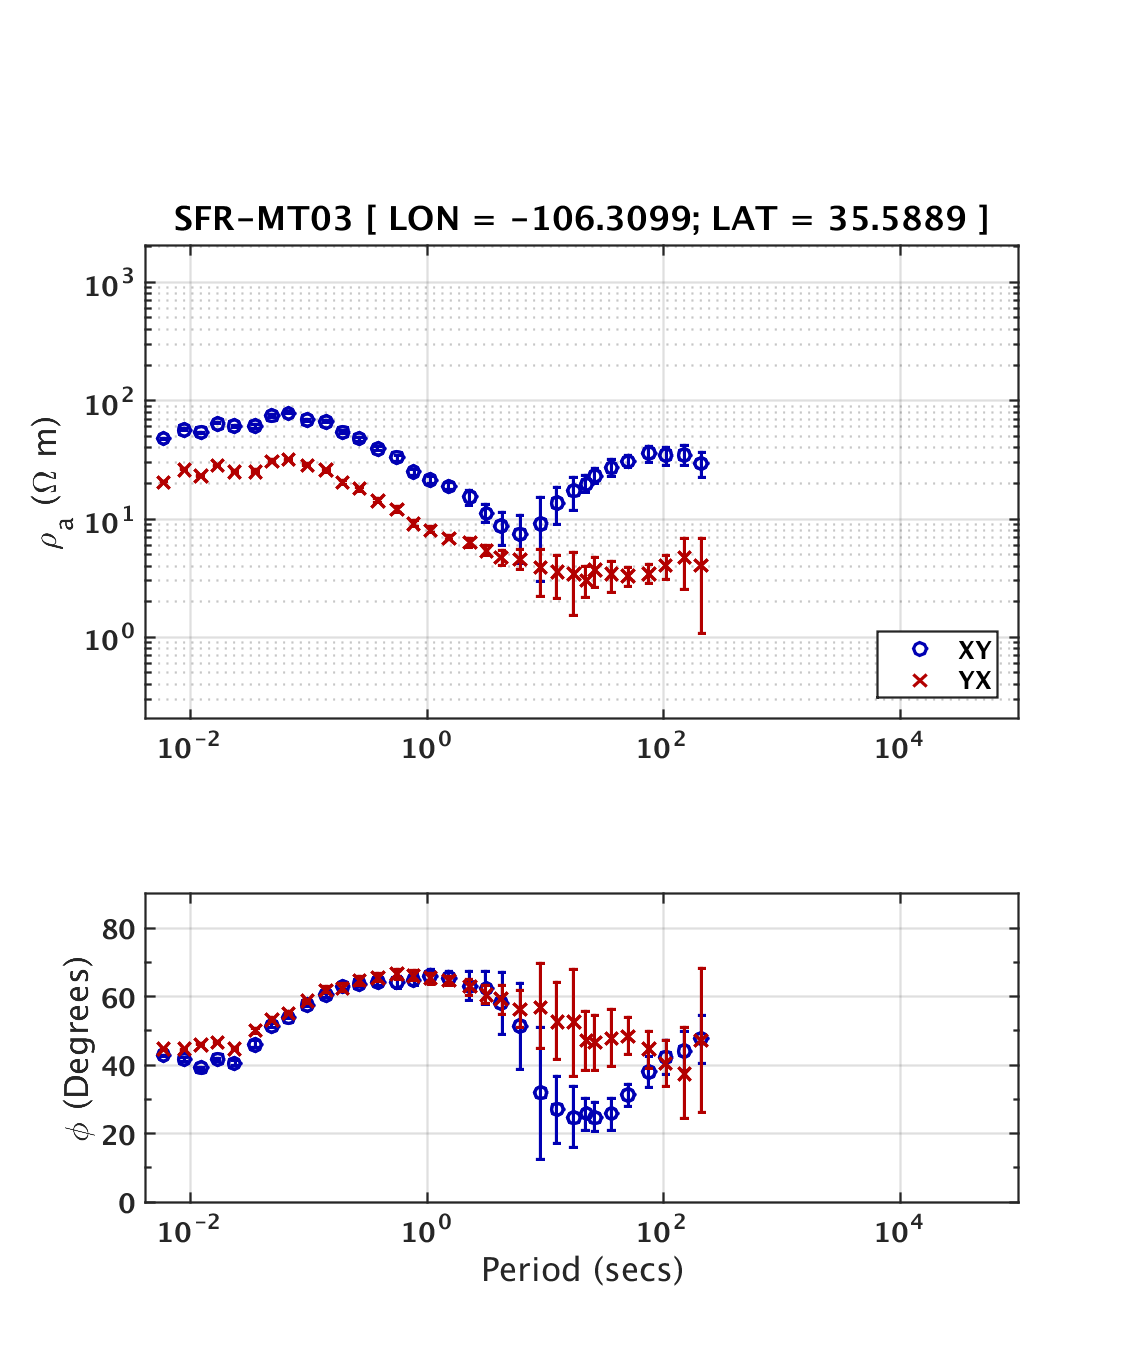 SFR-MT03 [ LON = -106.3099; LAT = 35.5889 ]
10³
10²
10¹
10⁰
ρₐ (Ω m)
XY
YX
10⁻² 10⁰ 10² 10⁴
80
60
40
20
0
ϕ (Degrees)
10⁻² 10⁰ 10² 10⁴
Period (secs)